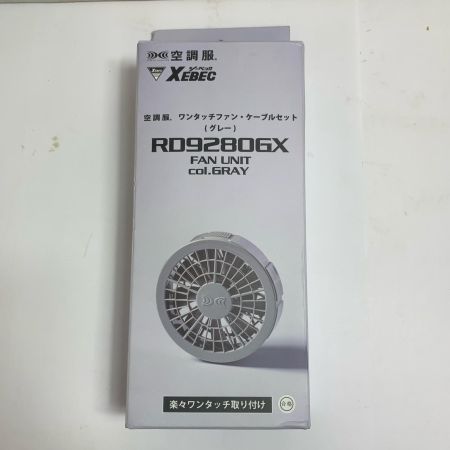 空調服®
XEBEC
空調服® ワンタッチファン・ケーブルセット
(グレー)
RD9280GX
FAN UNIT
col.GRAY
楽々ワンタッチ取り付け